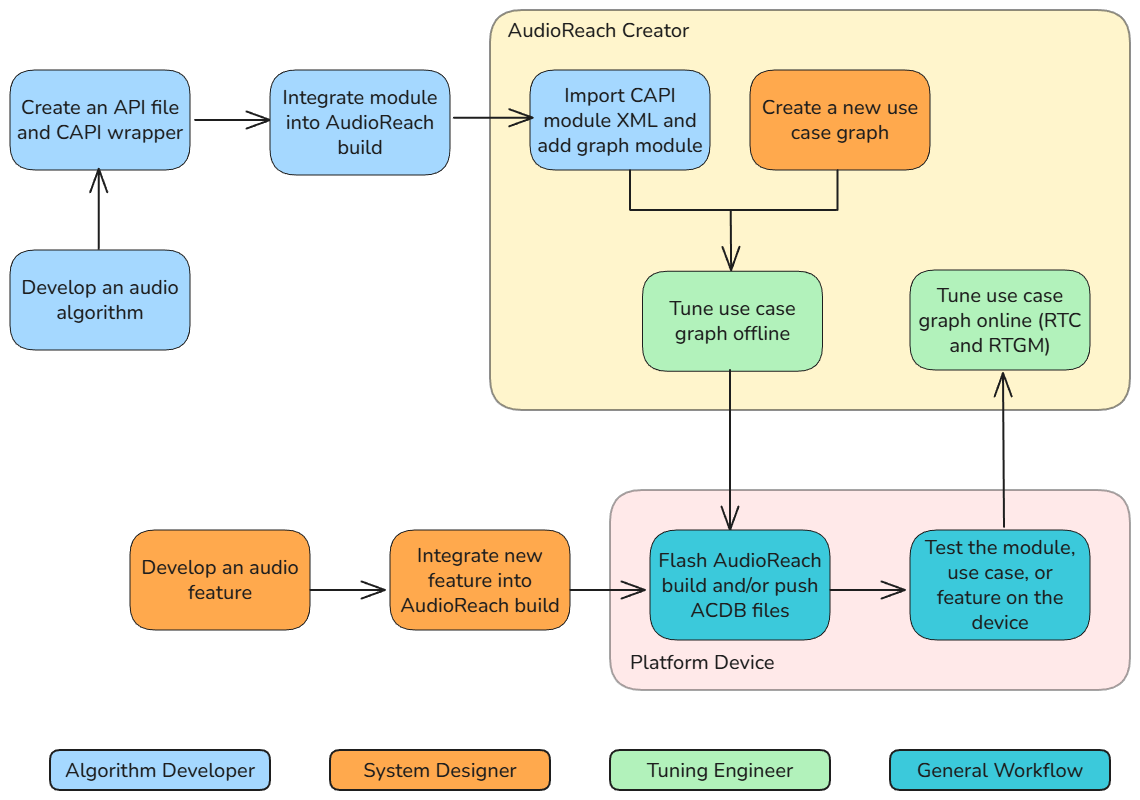 AudioReach Creator
Create an API file
and CAPI wrapper
Integrate module
into AudioReach
build
Import CAPI
module XML and
add graph module
Create a new use
case graph
Develop an audio
algorithm
Tune use case
graph offline
Tune use case
graph online (RTC
and RTGM)
Develop an audio
feature
Integrate new
feature into
AudioReach build
Flash AudioReach
build and/or push
ACDB files
Test the module,
use case, or
feature on the
device
Platform Device
Algorithm Developer
System Designer
Tuning Engineer
General Workflow